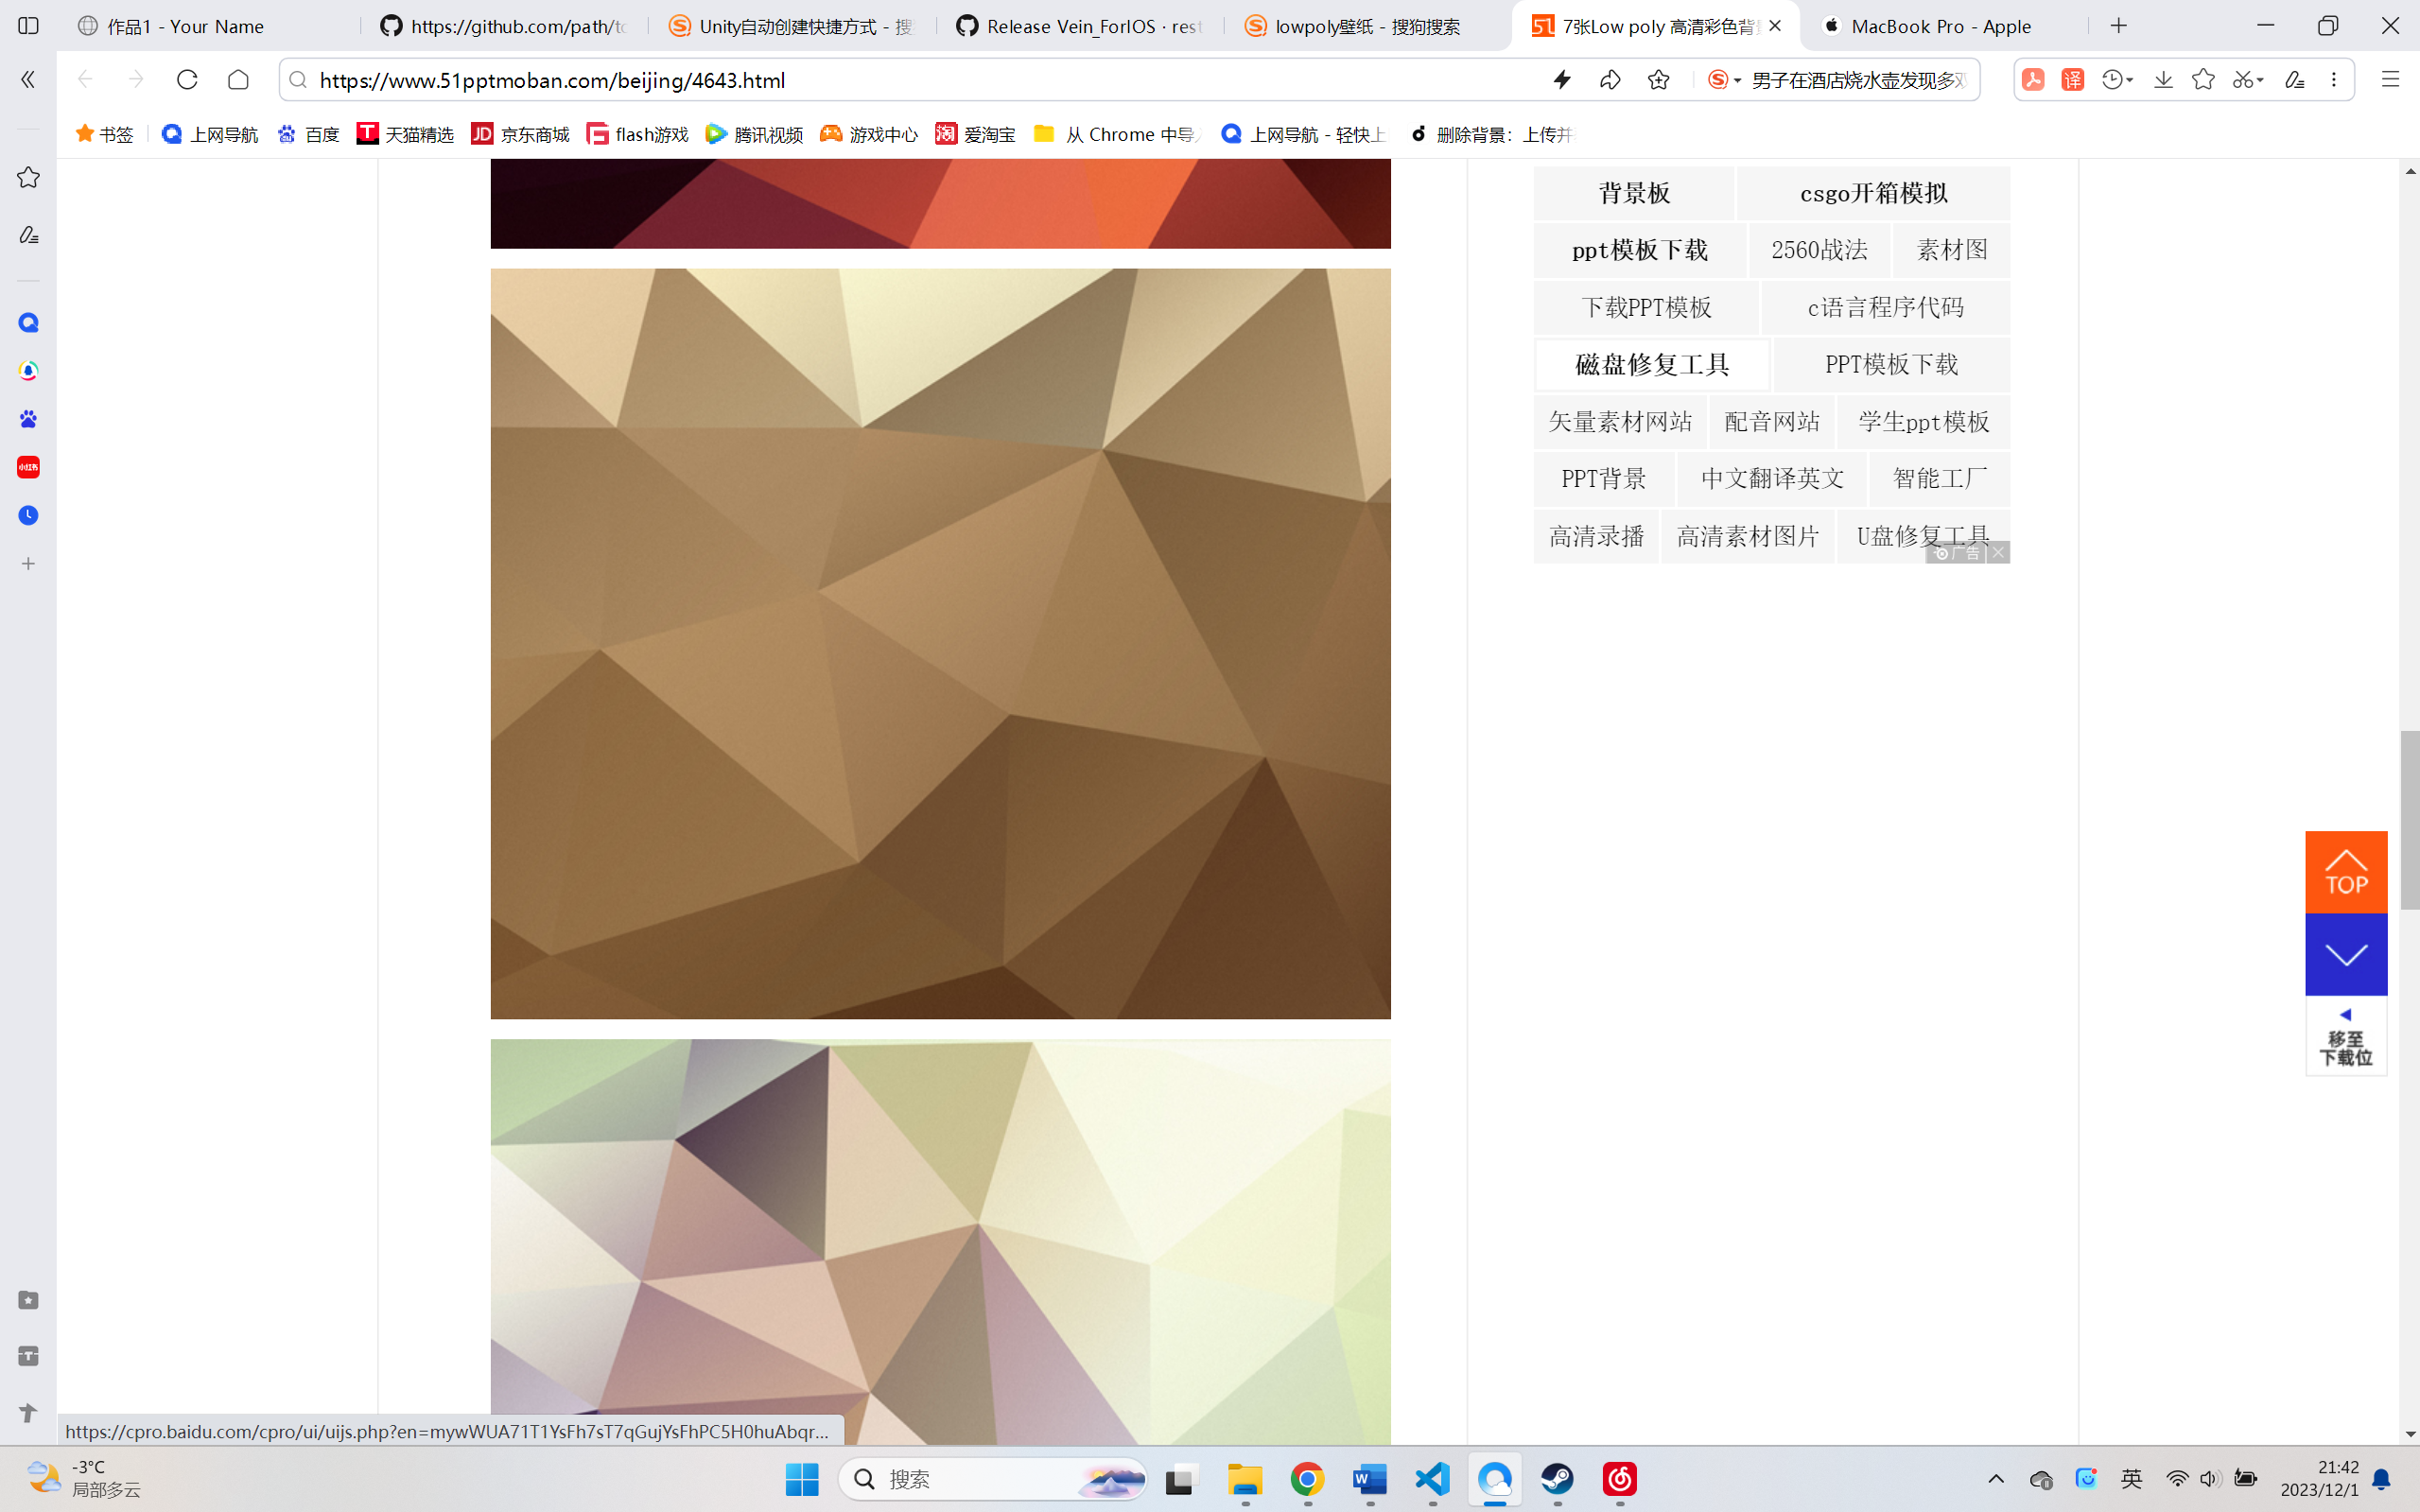 作品1 - Your Name
https://github.com/path/to
Unity自动创建快捷方式 - 搜
Release Vein_ForIOS · rest
lowpoly壁纸 - 搜狗搜索
7张Low poly 高清彩色背
MacBook Pro - Apple
https://www.51pptmoban.com/beijing/4643.html
男子在酒店烧水壶发现多双
译
书签
上网导航
百度
天猫精选
京东商城
flash游戏
腾讯视频
游戏中心
爱淘宝
从 Chrome 中导入
上网导航 - 轻快上
删除背景：上传并
背景板 csgo开箱模拟
ppt模板下载 2560战法 素材图
下载PPT模板 c语言程序代码
磁盘修复工具 PPT模板下载
矢量素材网站 配音网站 学生ppt模板
PPT背景 中文翻译英文 智能工厂
高清录播 高清素材图片 U盘修复工具
广告
小红书
TOP
移至
下载位
https://cpro.baidu.com/cpro/ui/uijs.php?en=mywWUA71T1YsFh7sT7qGujYsFhPC5H0huAbqr...
-3°C
局部多云
搜索
英
21:42
2023/12/1